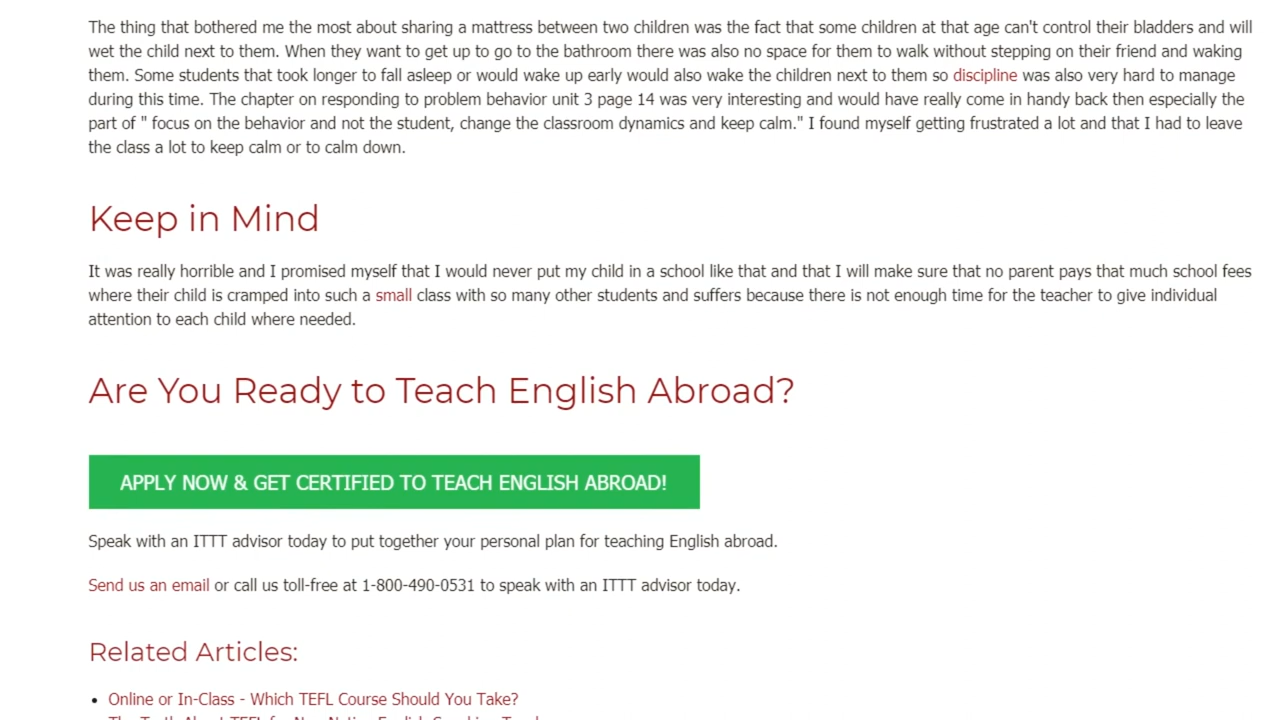 The thing that bothered me the most about sharing a mattress between two children was the fact that some children at that age can't control their bladders and will
wet the child next to them. When they want to get up to go to the bathroom there was also no space for them to walk without stepping on their friend and waking
them. Some students that took longer to fall asleep or would wake up early would also wake the children next to them so discipline was also very hard to manage
during this time. The chapter on responding to problem behavior unit 3 page 14 was very interesting and would have really come in handy back then especially the
part of " focus on the behavior and not the student, change the classroom dynamics and keep calm." I found myself getting frustrated a lot and that I had to leave
the class a lot to keep calm or to calm down.
Keep in Mind
It was really horrible and I promised myself that I would never put my child in a school like that and that I will make sure that no parent pays that much school fees
where their child is cramped into such a small class with so many other students and suffers because there is not enough time for the teacher to give individual
attention to each child where needed.
Are You Ready to Teach English Abroad?
APPLY NOW & GET CERTIFIED TO TEACH ENGLISH ABROAD!
Speak with an ITTT advisor today to put together your personal plan for teaching English abroad.
Send us an email or call us toll-free at 1-800-490-0531 to speak with an ITTT advisor today.
Related Articles:
• Online or In-Class - Which TEFL Course Should You Take?